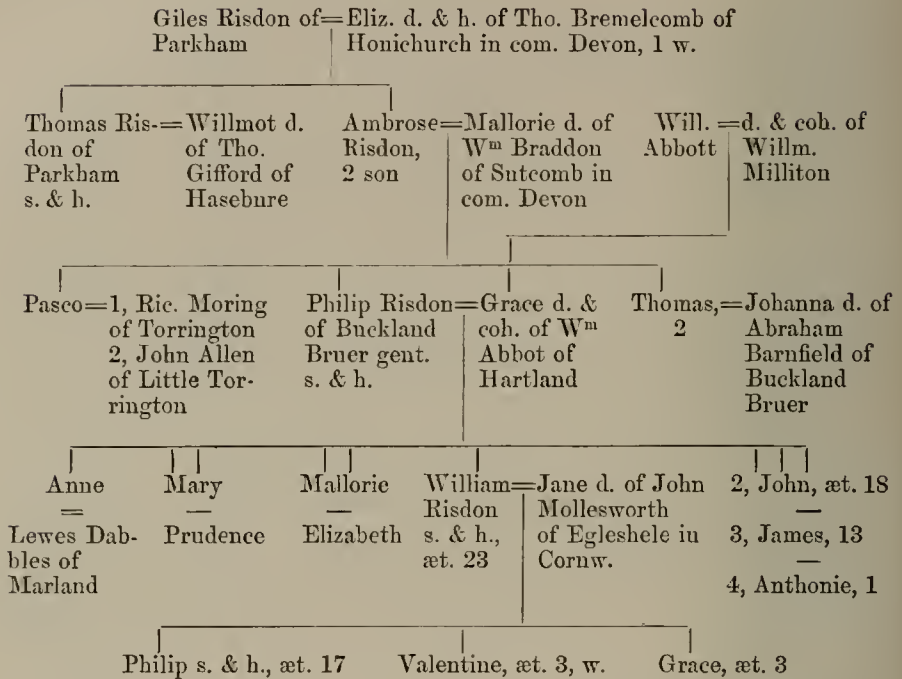 Giles Risdon of=Eliz. d. & h. of Tho. Bremelcomb of
Parkham Honichurch in com. Devon, 1 w.
Thomas Ris-=Willmot d.
don of of Tho.
Parkham Gifford of
s. & h. Hasebure
Ambrose=Mallorie d. of
Risdon, Wm Braddon
2 son of Sutcomb in
com. Devon
Will. =d. & coh. of
Abbott Willm.
Milliton
Pasco=1, Ric. Moring
of Torrington
2, John Allen
of Little Tor-
rington
Philip Risdon=Grace d. &
of Buckland coh. of Wm
Bruer gent. Abbot of
s. & h. Hartland
Thomas,=Johanna d. of
2 Abraham
Barnfield of
Buckland
Bruer
Anne
=
Lewes Dab-
bles of
Marland
Mary
—
Prudence
Mallorie
—
Elizabeth
William=Jane d. of John
Risdon Mollesworth
s. & h., of Egleshele in
æt. 23 Cornw.
2, John, æt. 18
—
3, James, 13
—
4, Anthonie, 1
Philip s. & h., æt. 17 Valentine, æt. 3, w. Grace, æt. 3